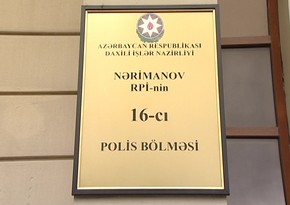 AZƏRBAYCAN RESPUBLİKASI
DAXİLİ İŞLƏR NAZİRLİYİ
NƏRİMANOV
RPİ-nin
16-cı
POLİS BÖLMƏSİ